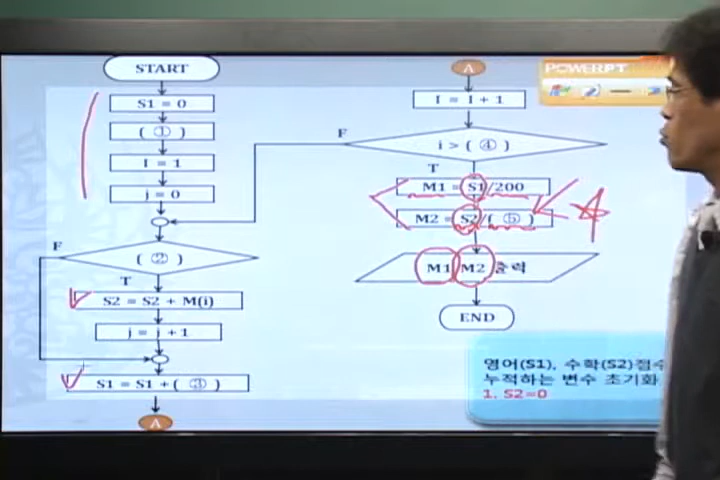 START
S1 = 0
( ① )
I = 1
j = 0
F
( ② )
T
S2 = S2 + M(i)
j = j + 1
S1 = S1 + ( ③ )
A
A
I = I + 1
F
i > ( ④ )
T
M1 = S1/200
M2 = S2/( ⑤ )
M1 M2 출력
END
POWERPT
영어(S1), 수학(S2)점수
누적하는 변수 초기화
1. S2=0